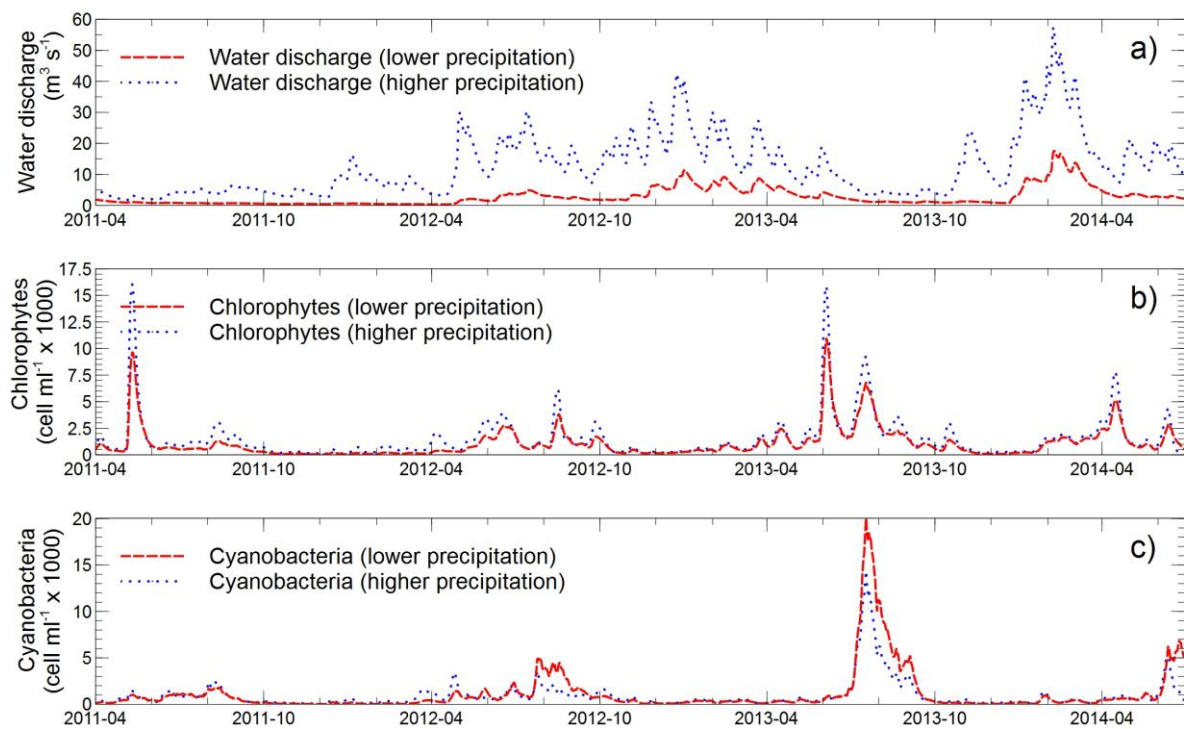 60
50
40
30
20
10
0
Water discharge
(m³ s⁻¹)
Water discharge (lower precipitation)
Water discharge (higher precipitation)
a)
2011-04 2011-10 2012-04 2012-10 2013-04 2013-10 2014-04
17.5
15
12.5
10
7.5
5
2.5
0
Chlorophytes
(cell ml⁻¹ x 1000)
Chlorophytes (lower precipitation)
Chlorophytes (higher precipitation)
b)
2011-04 2011-10 2012-04 2012-10 2013-04 2013-10 2014-04
20
15
10
5
0
Cyanobacteria
(cell ml⁻¹ x 1000)
Cyanobacteria (lower precipitation)
Cyanobacteria (higher precipitation)
c)
2011-04 2011-10 2012-04 2012-10 2013-04 2013-10 2014-04